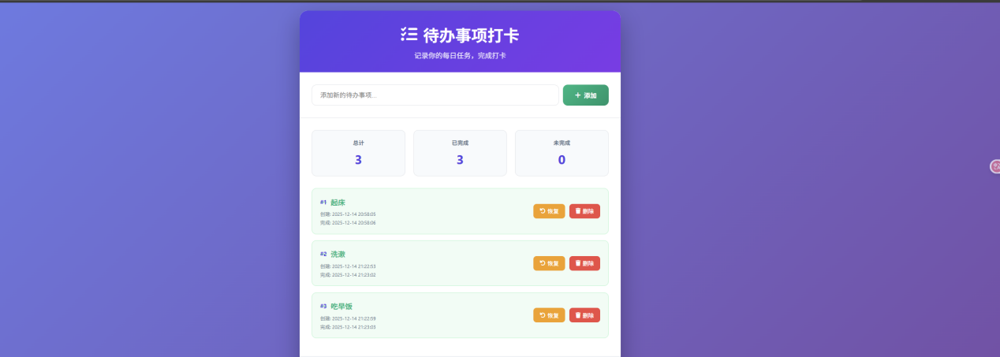 待办事项打卡
记录你的每日任务，完成打卡
添加新的待办事项...
添加
总计
已完成
未完成
3
3
0
#1 起床
创建: 2025-12-14 20:58:05
完成: 2025-12-14 20:58:06
恢复
删除
#2 洗漱
创建: 2025-12-14 21:22:53
完成: 2025-12-14 21:23:02
恢复
删除
#3 吃早饭
创建: 2025-12-14 21:22:59
完成: 2025-12-14 21:23:03
恢复
删除